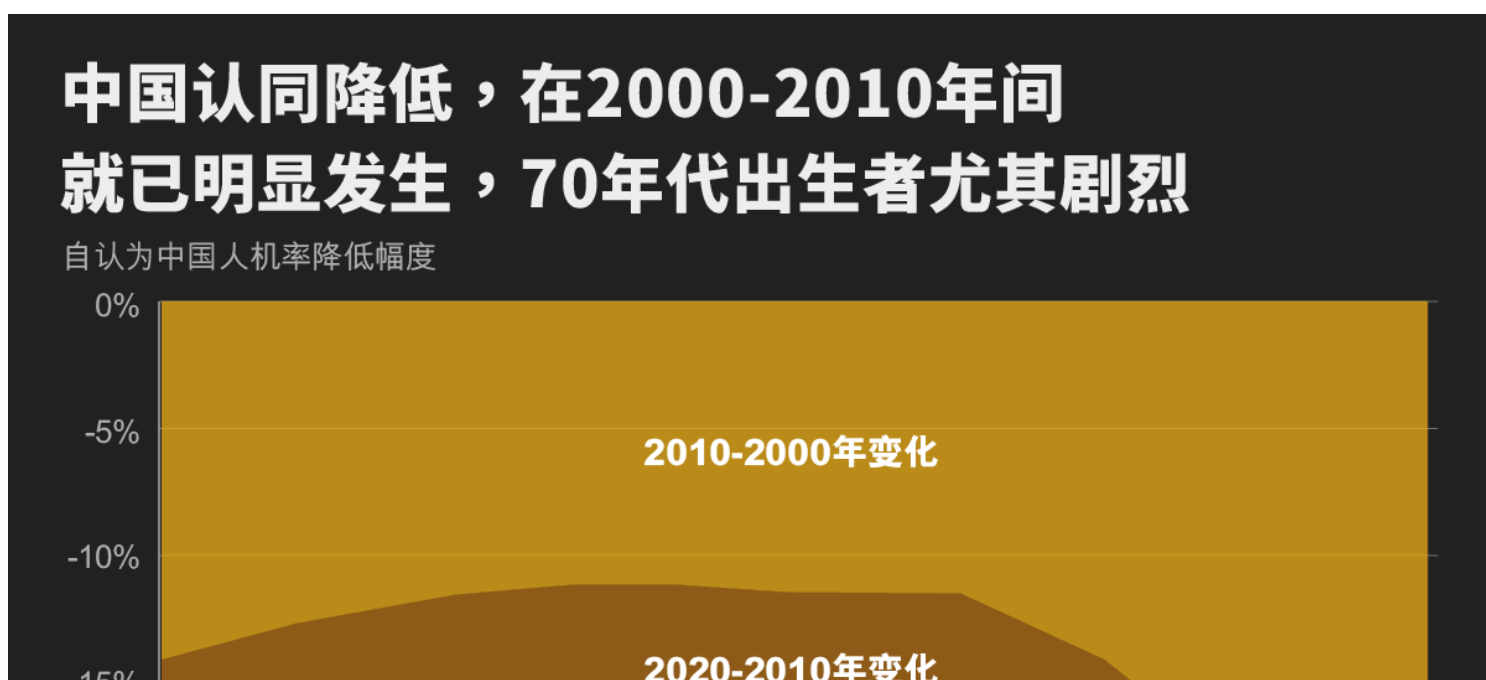 中国认同降低，在2000-2010年间
就已明显发生，70年代出生者尤其剧烈
自认为中国人机率降低幅度
0%
-5%
2010-2000年变化
-10%
2020-2010年变化
-15%